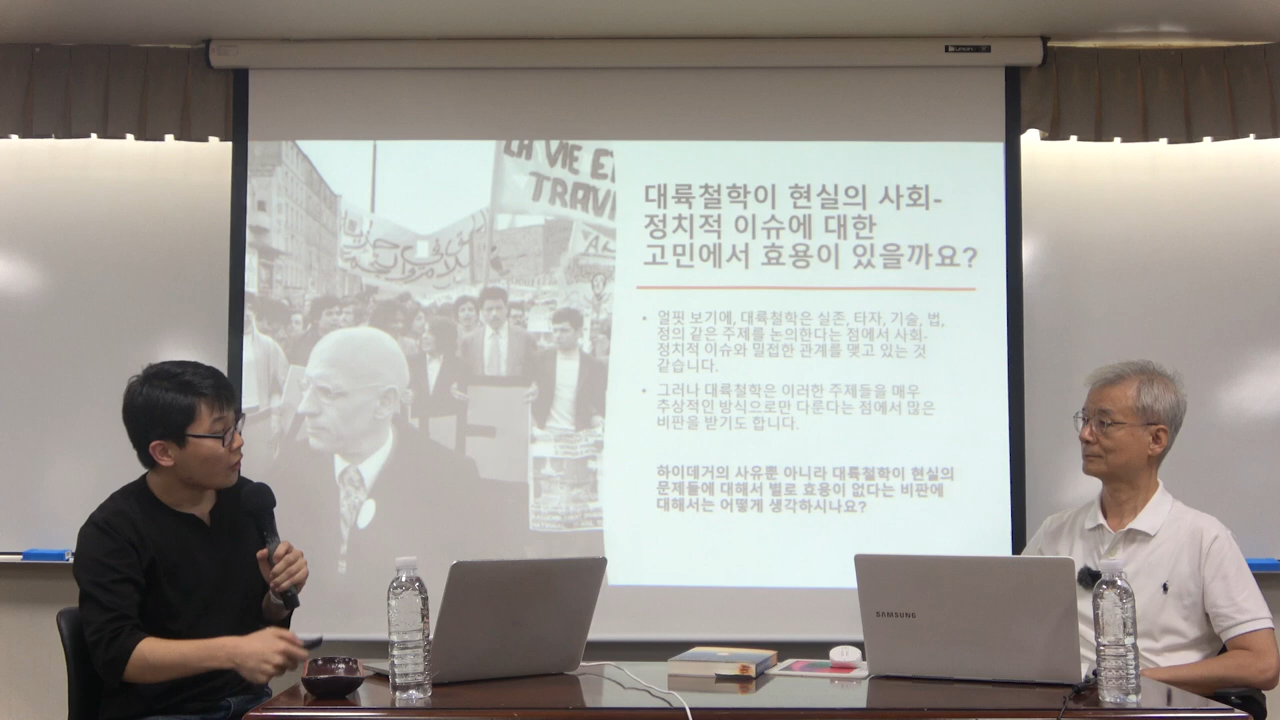 LA VIE ET
TRAVA
대륙철학이 현실의 사회-
정치적 이슈에 대한
고민에서 효용이 있을까요?
• 얼핏 보기에, 대륙철학은 실존, 타자, 기술, 법,
정의 같은 주제를 논의한다는 점에서 사회-
정치적 이슈와 밀접한 관계를 맺고 있는 것
같습니다.
• 그러나 대륙철학은 이러한 주제들을 매우
추상적인 방식으로만 다룬다는 점에서 많은
비판을 받기도 합니다.
하이데거의 사유뿐 아니라 대륙철학이 현실의
문제들에 대해서 별로 효용이 없다는 비판에
대해서는 어떻게 생각하시나요?
SAMSUNG